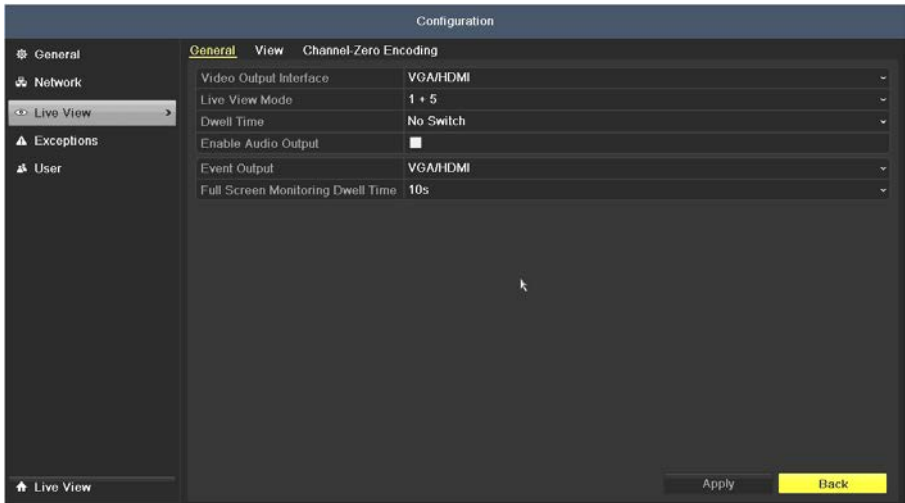 Configuration
General
Network
Live View
Exceptions
User
Live View
General View Channel-Zero Encoding
Video Output Interface VGA/HDMI
Live View Mode 1 + 5
Dwell Time No Switch
Enable Audio Output
Event Output VGA/HDMI
Full Screen Monitoring Dwell Time 10s
Apply Back